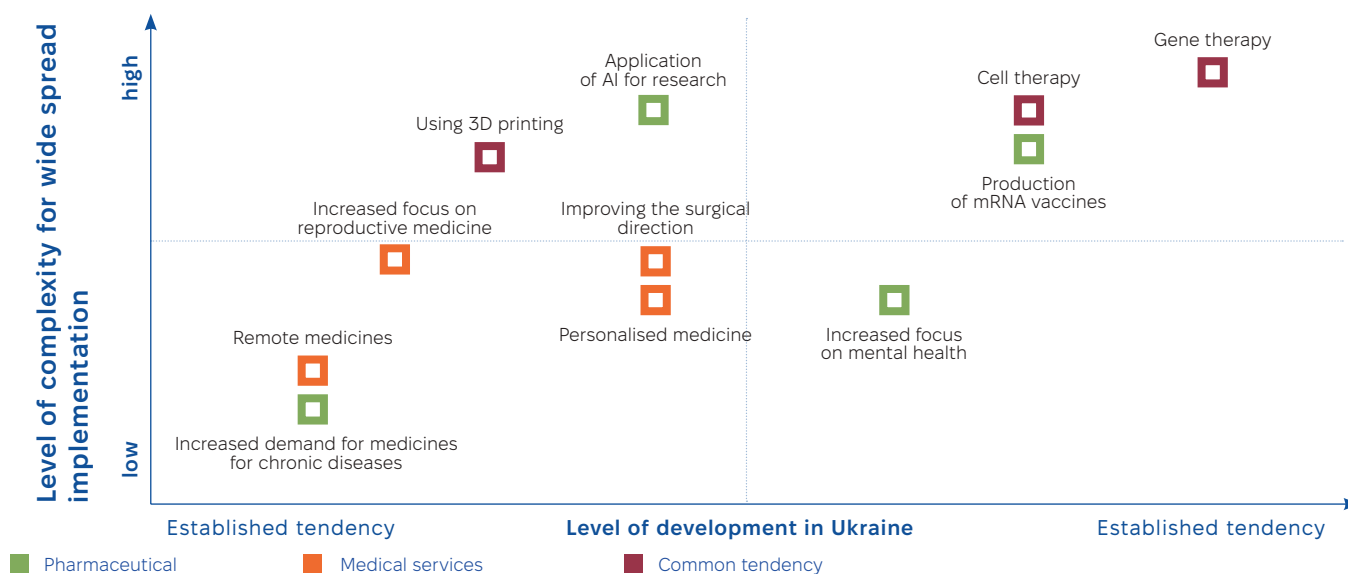 Level of complexity for wide spread
implementation
high
low
Gene therapy
Application
of AI for research
Cell therapy
Using 3D printing
Production
of mRNA vaccines
Increased focus on
reproductive medicine
Improving the surgical
direction
Remote medicines
Personalised medicine
Increased focus
on mental health
Increased demand for medicines
for chronic diseases
Established tendency
Level of development in Ukraine
Established tendency
Pharmaceutical
Medical services
Common tendency